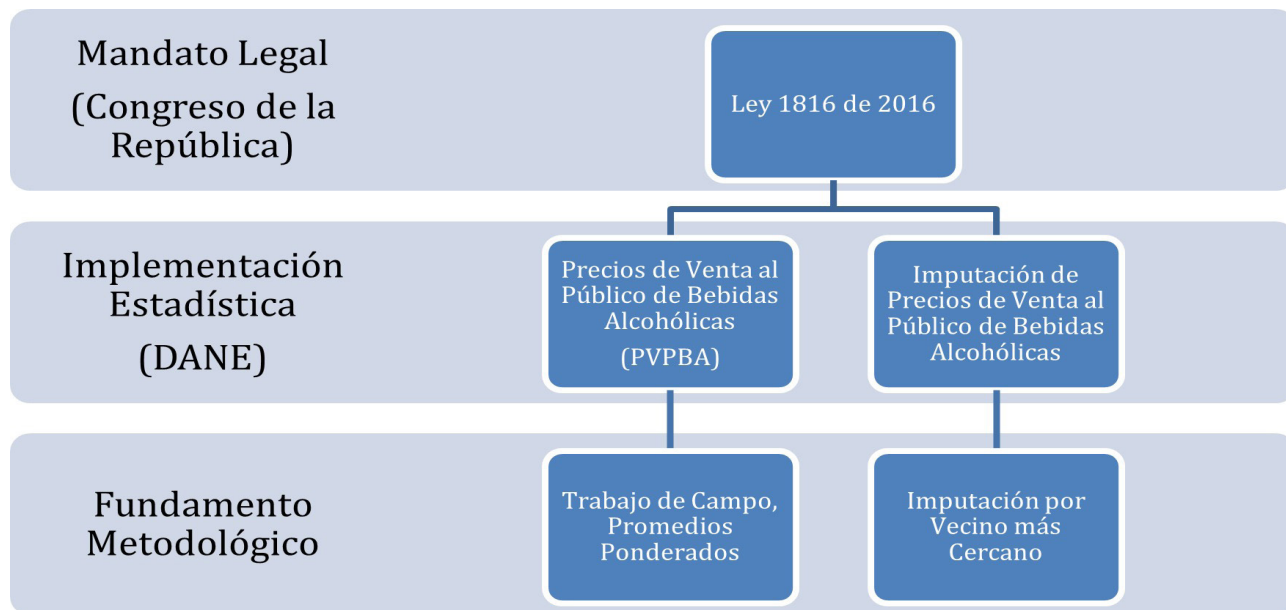 Mandato Legal
(Congreso de la
República)
Ley 1816 de 2016
Implementación
Estadística
(DANE)
Precios de Venta al
Público de Bebidas
Alcohólicas
(PVPBA)
Imputación de
Precios de Venta al
Público de Bebidas
Alcohólicas
Fundamento
Metodológico
Trabajo de Campo,
Promedios
Ponderados
Imputación por
Vecino más
Cercano